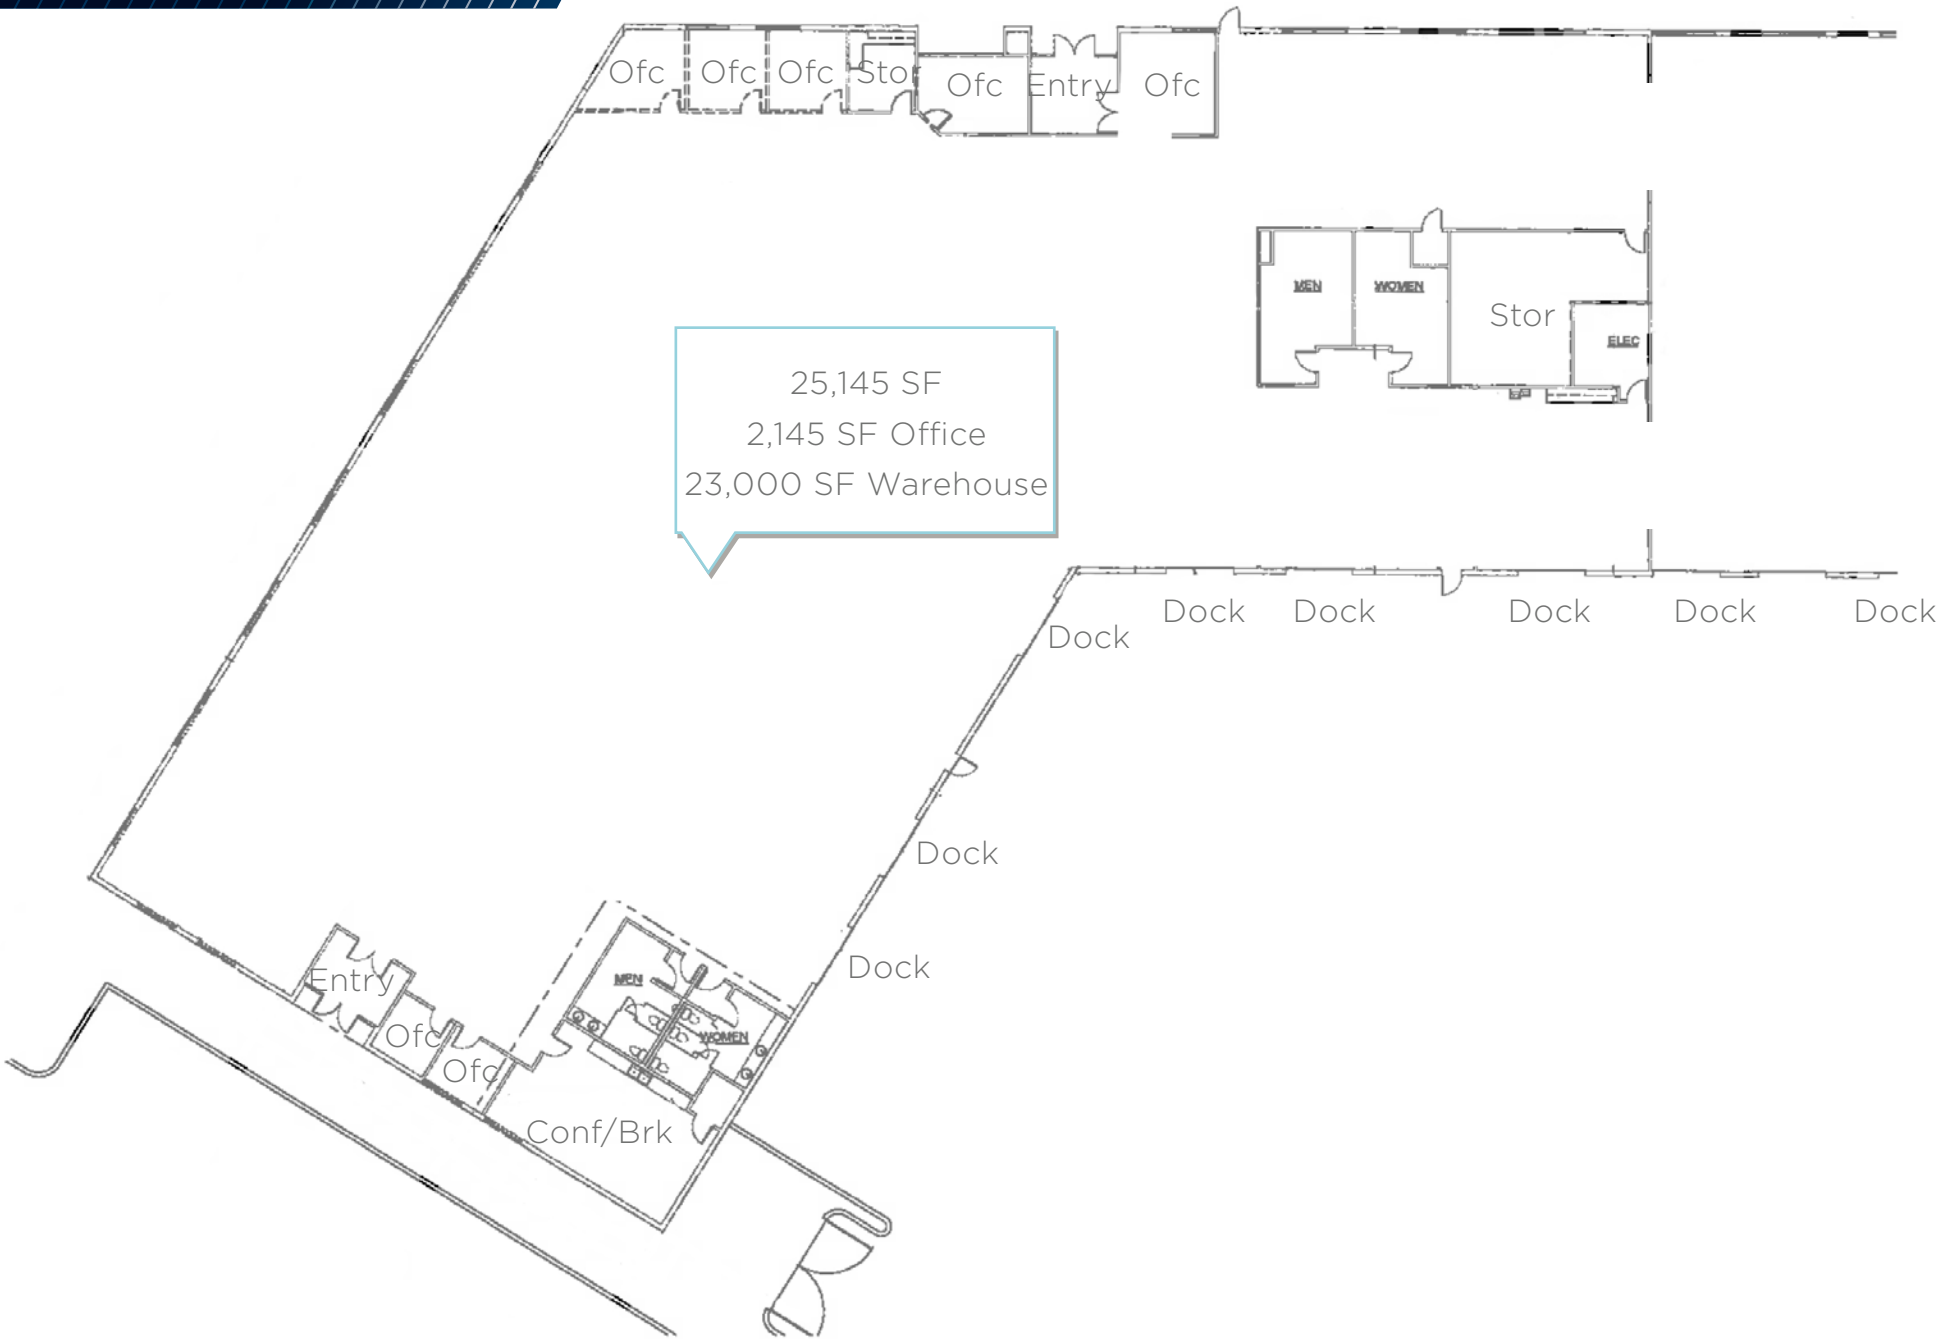 Ofc
Ofc
Ofc
Stor
Ofc
Entry
Ofc
MEN
WOMEN
Stor
ELEC
25,145 SF
2,145 SF Office
23,000 SF Warehouse
Dock
Dock
Dock
Dock
Dock
Dock
Dock
Dock
Entry
MEN
Ofc
WOMEN
Ofc
Conf/Brk